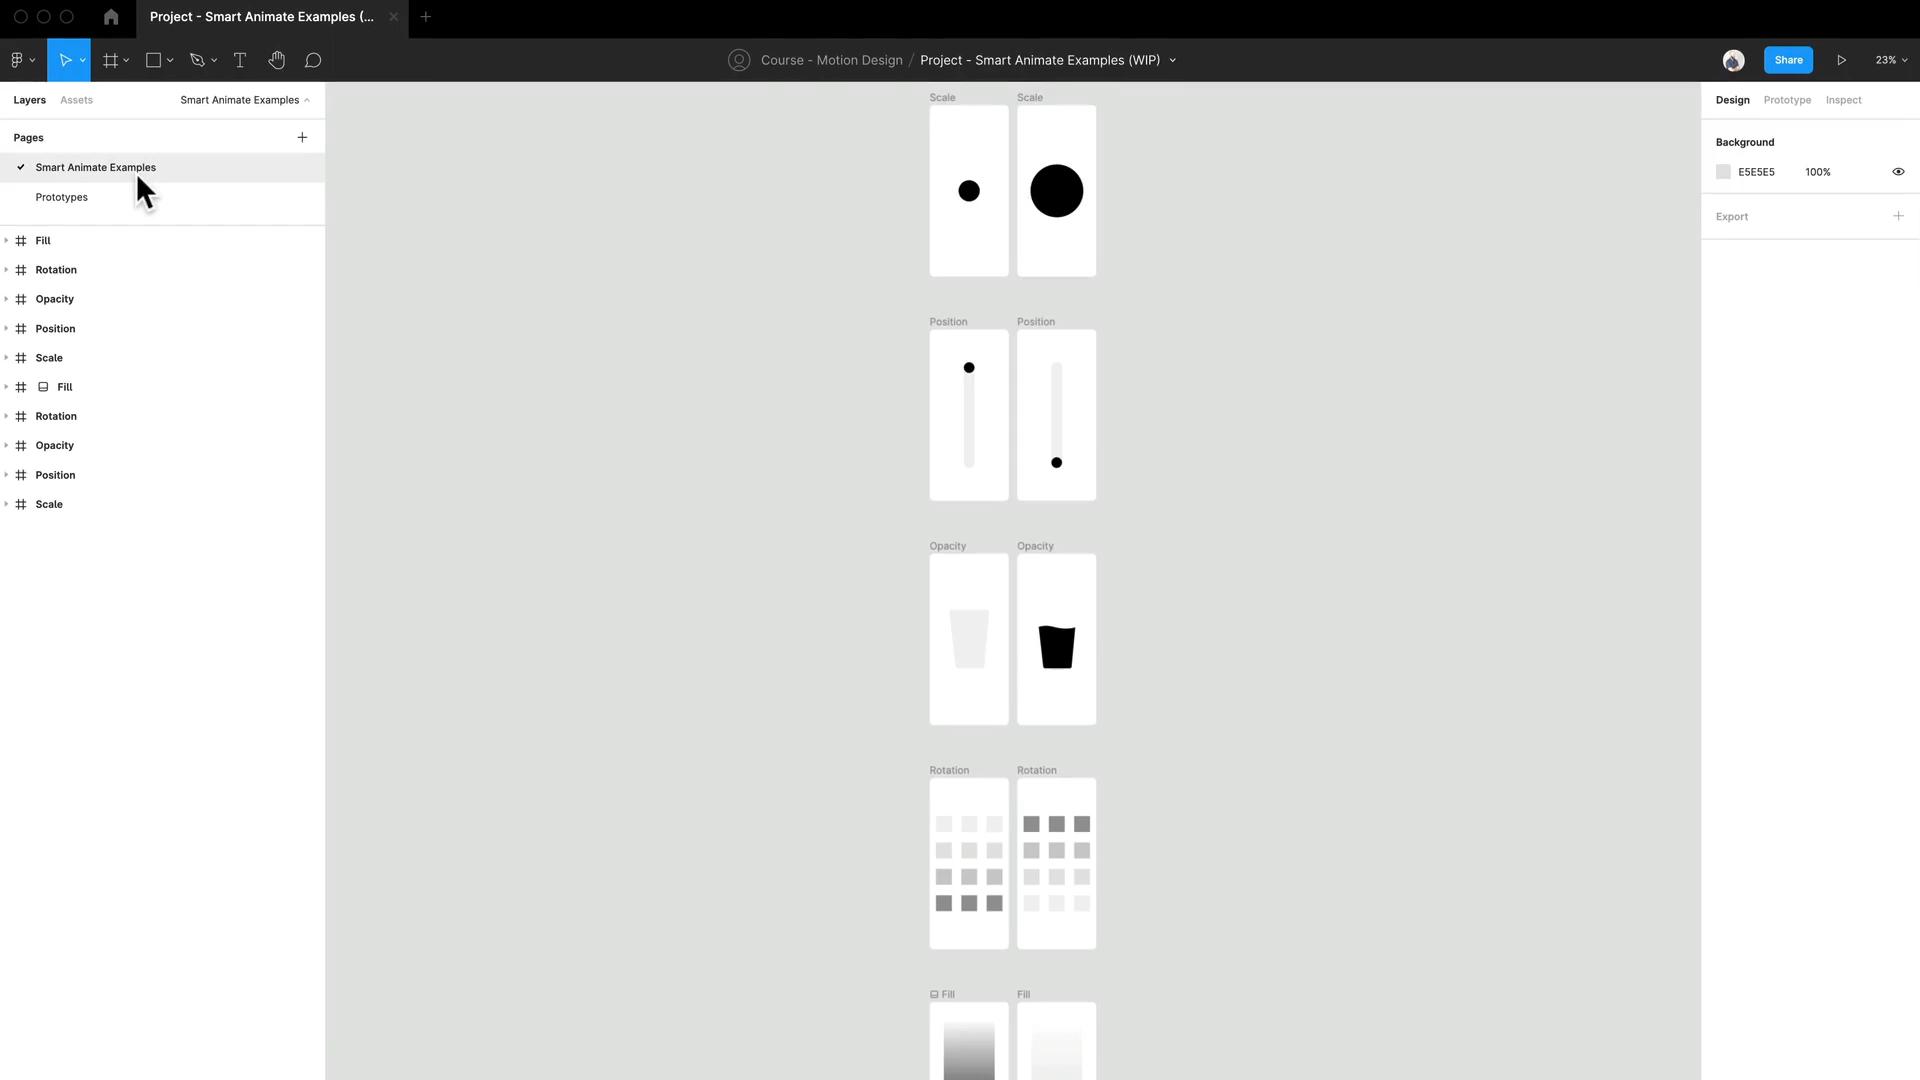 Project - Smart Animate Examples (...
Course - Motion Design / Project - Smart Animate Examples (WIP)
Share
23%
Layers
Assets
Smart Animate Examples
Pages
Smart Animate Examples
Prototypes
Fill
Rotation
Opacity
Position
Scale
Fill
Rotation
Opacity
Position
Scale
Scale
Scale
Position
Position
Opacity
Opacity
Rotation
Rotation
Fill
Fill
Design
Prototype
Inspect
Background
E5E5E5
100%
Export